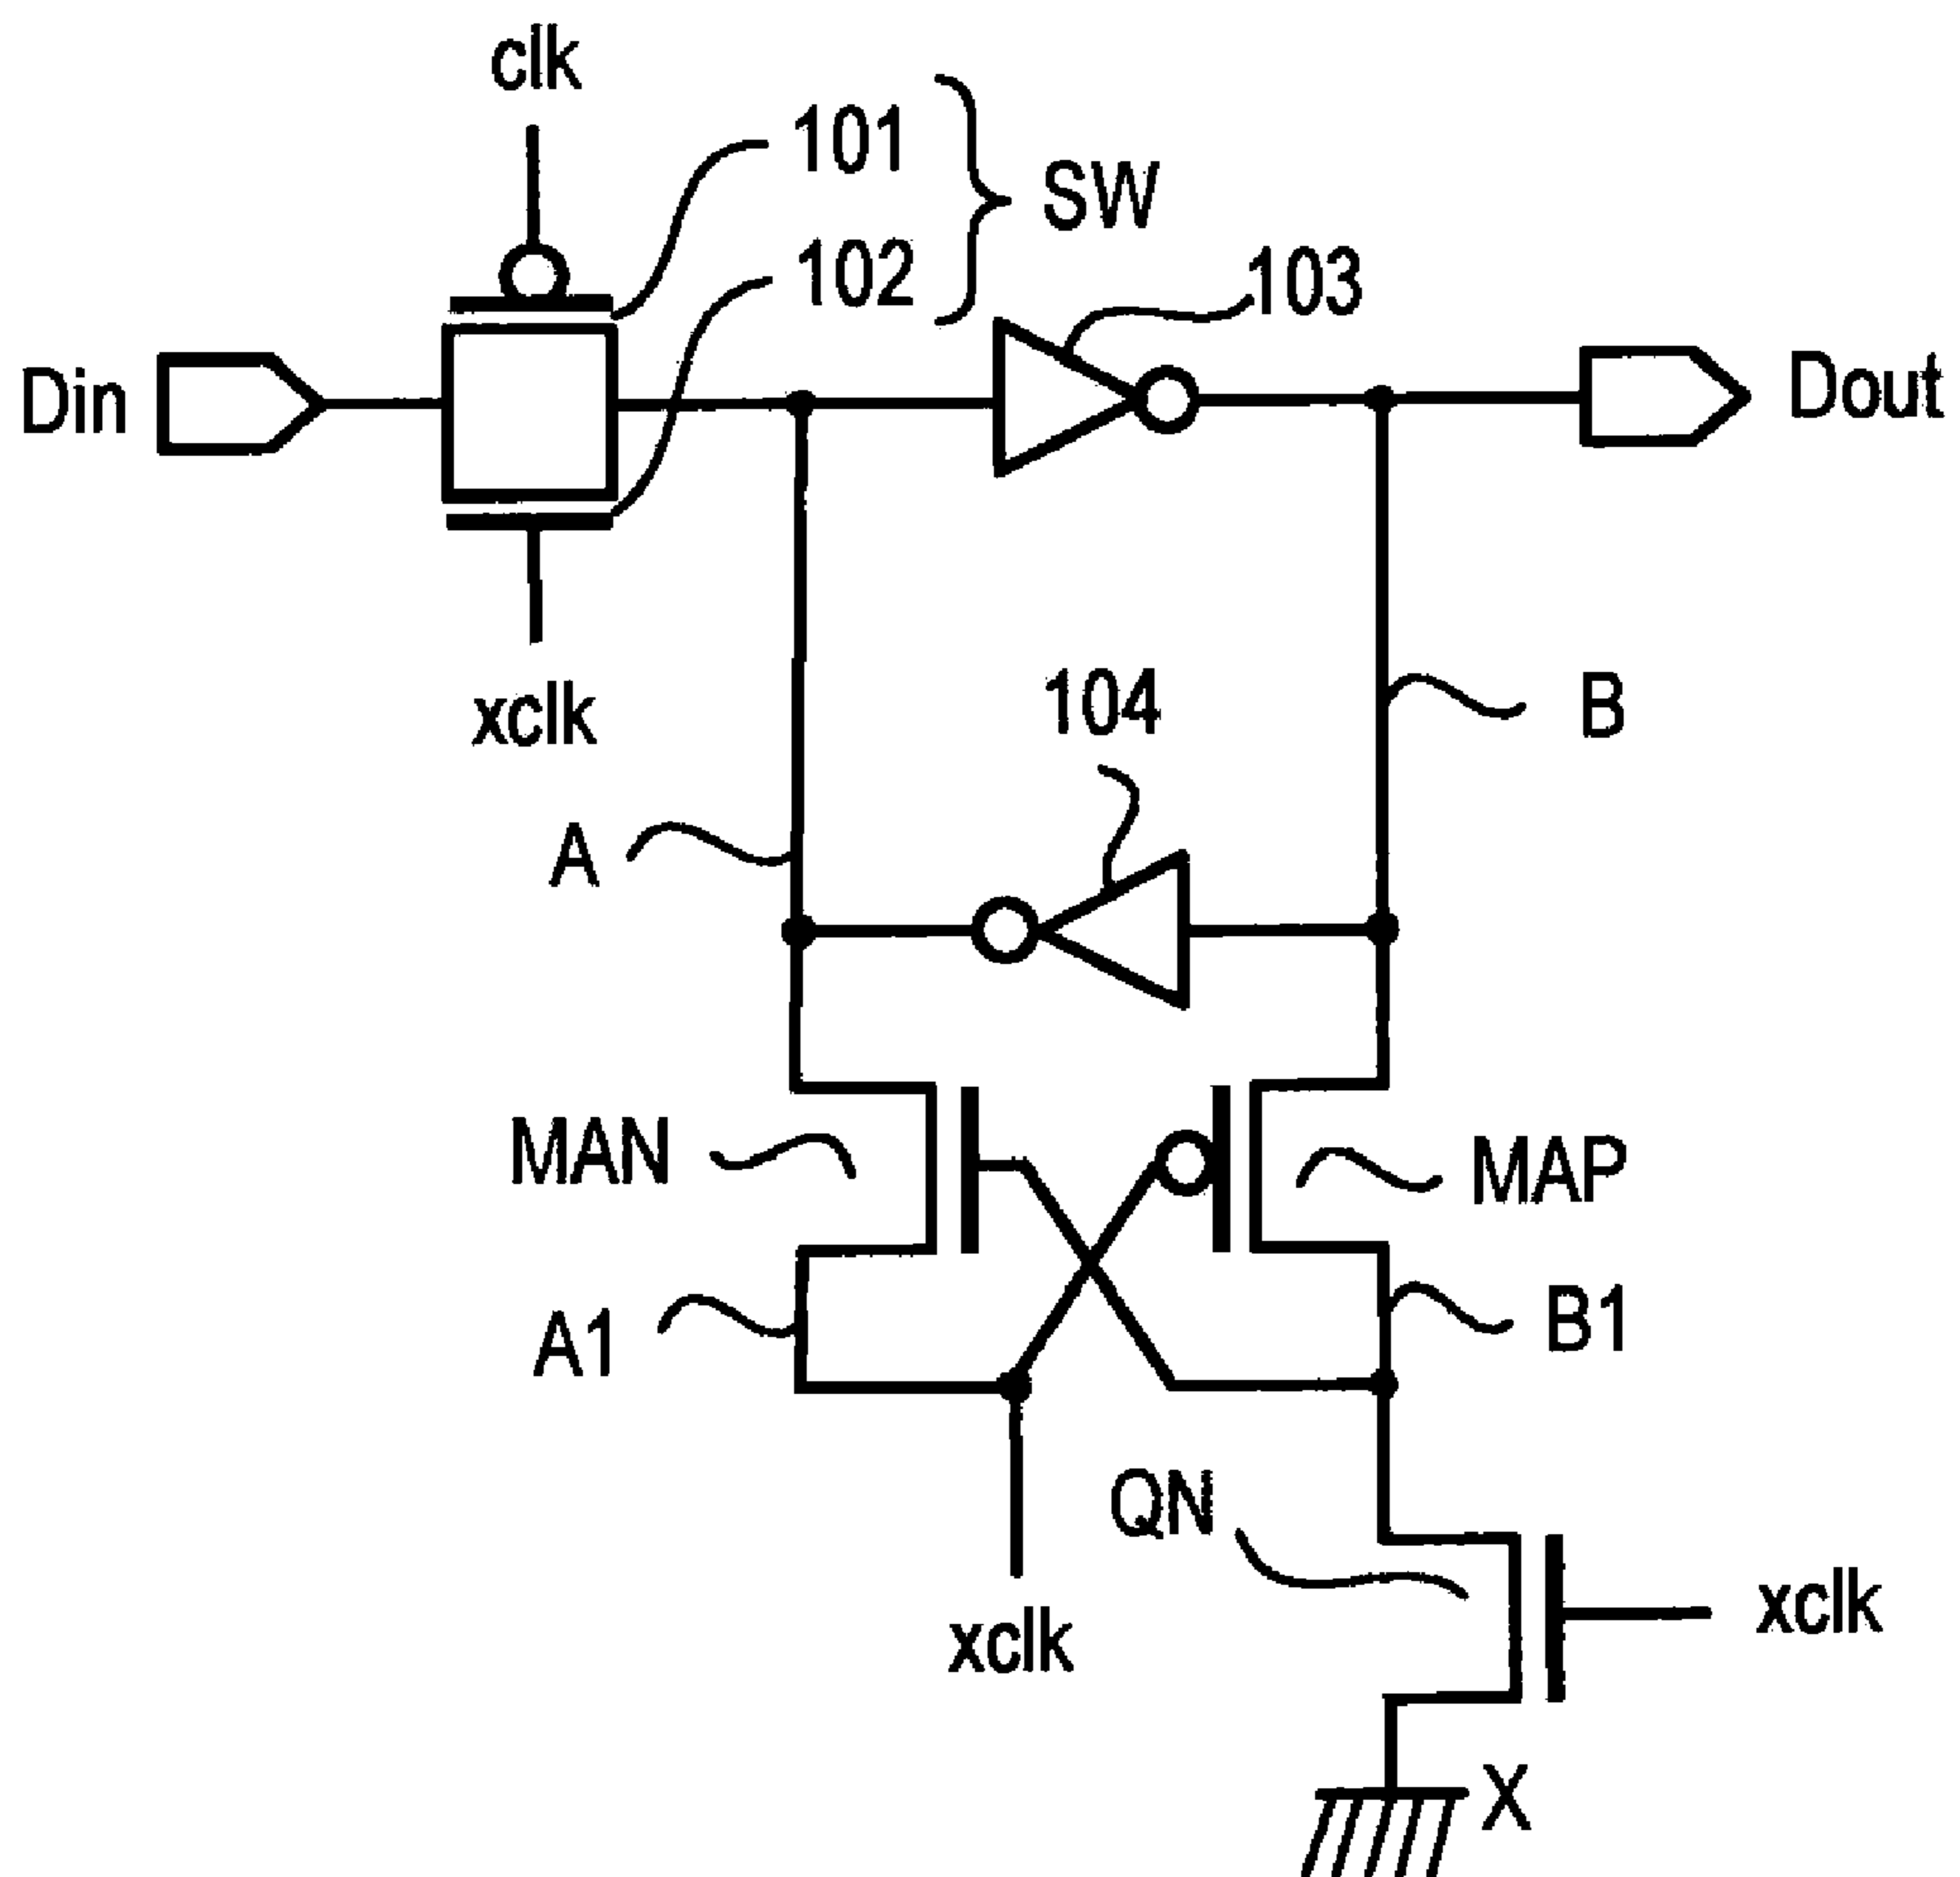 clk
101
SW
102
103
Din
Dout
xclk
104
B
A
MAN
MAP
A1
B1
QN
xclk
xclk
X